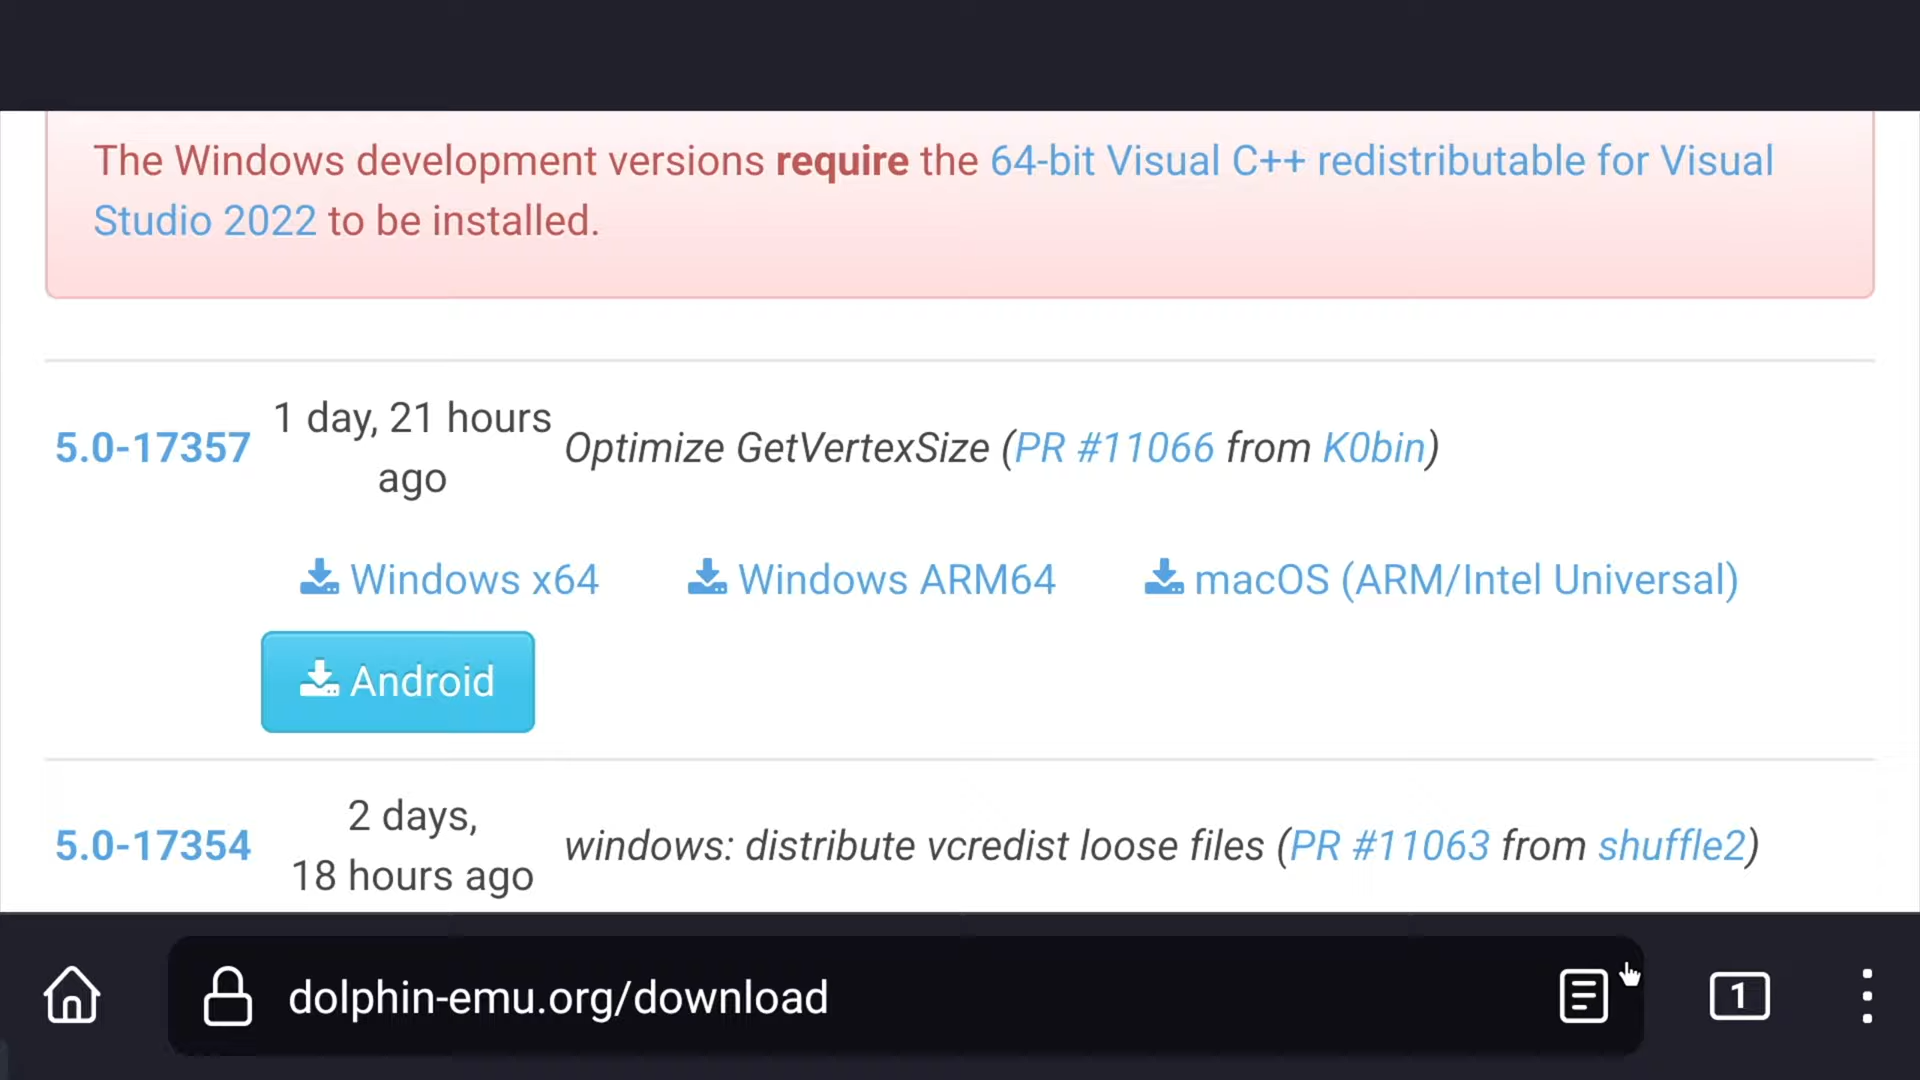 The Windows development versions require the 64-bit Visual C++ redistributable for Visual
Studio 2022 to be installed.
5.0-17357
1 day, 21 hours
ago
Optimize GetVertexSize (PR #11066 from K0bin)
Windows x64
Windows ARM64
macOS (ARM/Intel Universal)
Android
5.0-17354
2 days,
18 hours ago
windows: distribute vcredist loose files (PR #11063 from shuffle2)
dolphin-emu.org/download
1